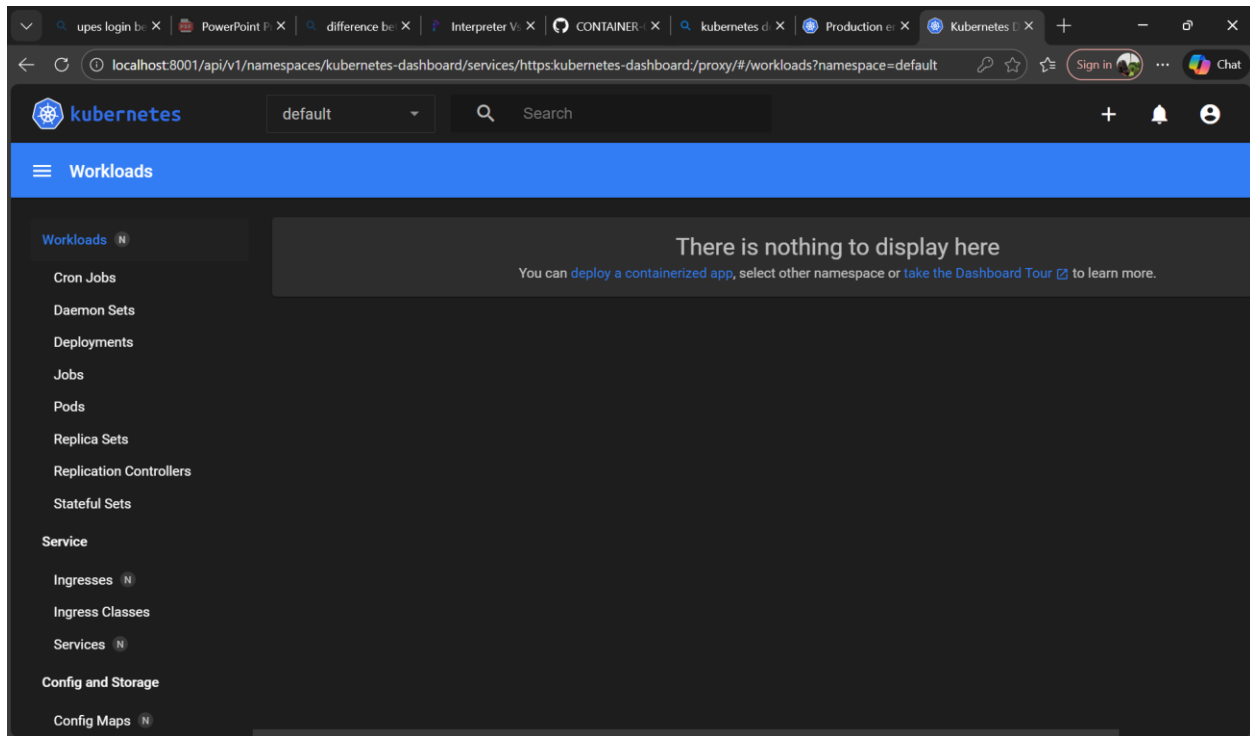 upes login be
PowerPoint P
difference be
Interpreter Vs
CONTAINER-
kubernetes d
Production e
Kubernetes D
localhost:8001/api/v1/namespaces/kubernetes-dashboard/services/https:kubernetes-dashboard:/proxy/#/workloads?namespace=default
Sign in
Chat
kubernetes
default
Search
Workloads
Workloads N
Cron Jobs
Daemon Sets
Deployments
Jobs
Pods
Replica Sets
Replication Controllers
Stateful Sets
Service
Ingresses N
Ingress Classes
Services N
Config and Storage
Config Maps N
There is nothing to display here
You can deploy a containerized app, select other namespace or take the Dashboard Tour to learn more.